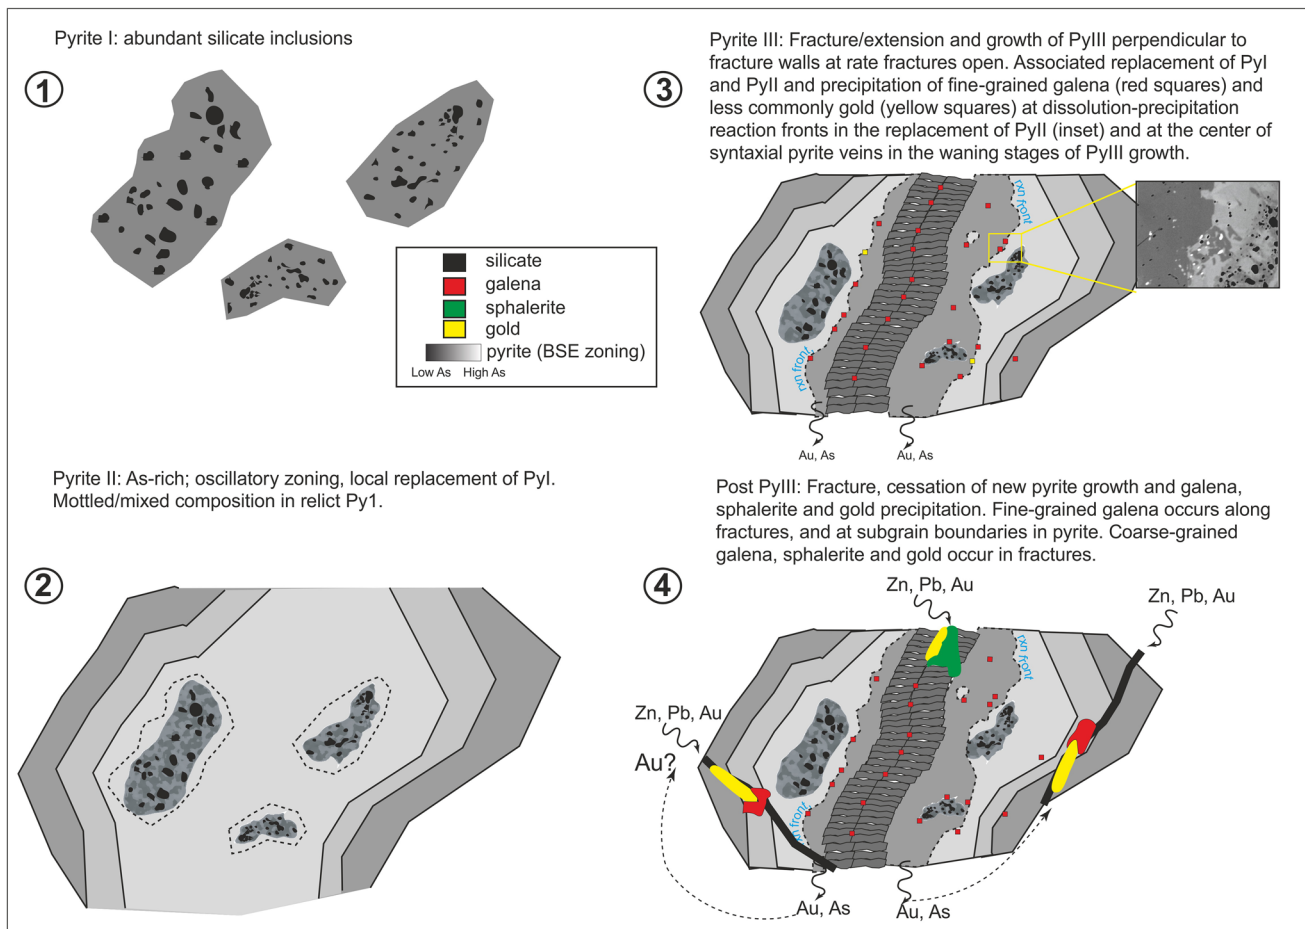 Pyrite I: abundant silicate inclusions
1
silicate
galena
sphalerite
gold
pyrite (BSE zoning)
Low As High As
Pyrite II: As-rich; oscillatory zoning, local replacement of PyI.
Mottled/mixed composition in relict Py1.
2
Pyrite III: Fracture/extension and growth of PyIII perpendicular to
fracture walls at rate fractures open. Associated replacement of PyI
and PyII and precipitation of fine-grained galena (red squares) and
less commonly gold (yellow squares) at dissolution-precipitation
reaction fronts in the replacement of PyII (inset) and at the center of
syntaxial pyrite veins in the waning stages of PyIII growth.
3
rxn front
rxn front
Au, As
Au, As
Post PyIII: Fracture, cessation of new pyrite growth and galena,
sphalerite and gold precipitation. Fine-grained galena occurs along
fractures, and at subgrain boundaries in pyrite. Coarse-grained
galena, sphalerite and gold occur in fractures.
4
Zn, Pb, Au
Zn, Pb, Au
rxn front
Zn, Pb, Au
Au?
rxn front
Au, As
Au, As